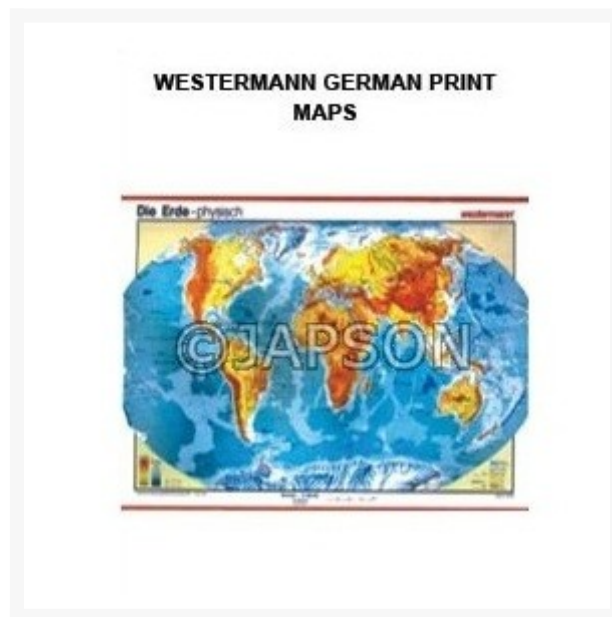 WESTERMANN GERMAN PRINT
MAPS
Die Erde - physisch
westermann
©JAPSON